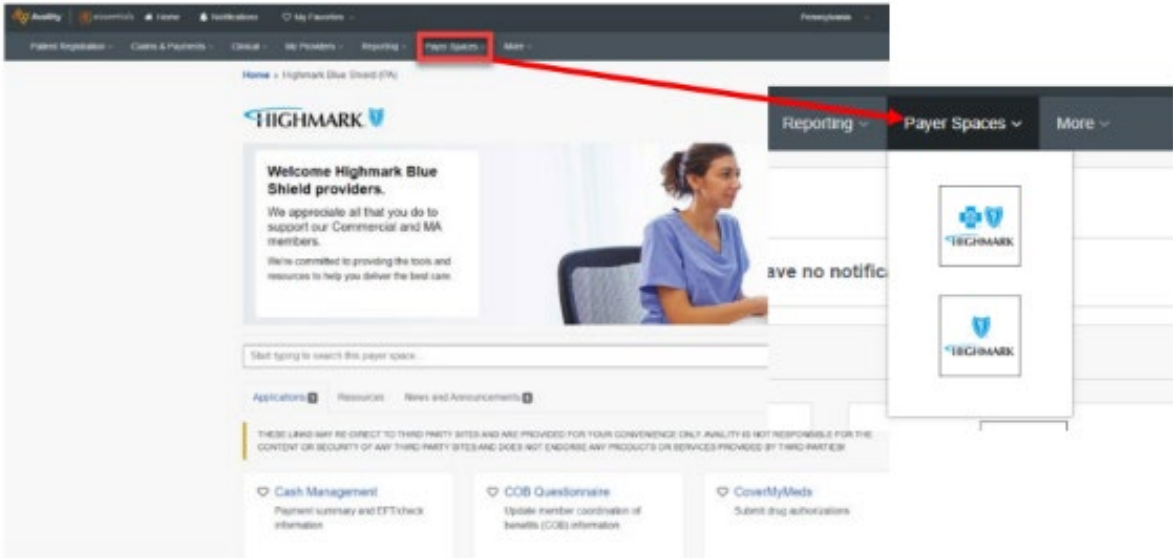 Availity essentials Home Notifications My Favorites Pennsylvania
Patient Registration Claims & Payments Clinical My Providers Reporting Payer Spaces More
Home > Highmark Blue Shield (PA)
HIGHMARK
Welcome Highmark Blue
Shield providers.
We appreciate all that you do to
support our Commercial and MA
members.
We're committed to providing the tools and
resources to help you deliver the best care.
Start typing to search this payer space...
Applications Resources News and Announcements
THESE LINKS MAY RE-DIRECT TO THIRD PARTY SITES AND ARE PROVIDED FOR YOUR CONVENIENCE ONLY. AVAILITY IS NOT RESPONSIBLE FOR THE
CONTENT OR SECURITY OF ANY THIRD PARTY SITES AND DOES NOT ENDORSE ANY PRODUCTS OR SERVICES PROVIDED BY THIRD PARTIES!
Cash Management
Payment summary and EFT/check
information
COB Questionnaire
Update member coordination of
benefits (COB) information
CoverMyMeds
Submit drug authorizations
Reporting Payer Spaces More
HIGHMARK
ave no notific
HIGHMARK